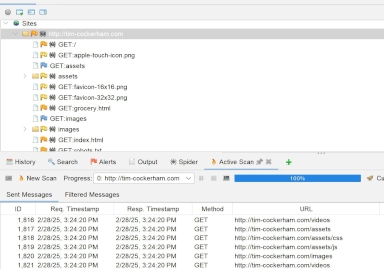 Sites
http://tim-cockerham.com
GET:/
GET:apple-touch-icon.png
GET:assets
assets
GET:favicon-16x16.png
GET:favicon-32x32.png
GET:grocery.html
GET:images
images
GET:index.html
GET:robots.txt
History Search Alerts Output Spider Active Scan
New Scan Progress: 0: http://tim-cockerham.com 100%
Sent Messages Filtered Messages
ID Req. Timestamp Resp. Timestamp Method URL
1,816 2/28/25, 3:24:20 PM 2/28/25, 3:24:20 PM GET http://tim-cockerham.com/videos
1,817 2/28/25, 3:24:20 PM 2/28/25, 3:24:20 PM GET http://tim-cockerham.com/assets
1,818 2/28/25, 3:24:20 PM 2/28/25, 3:24:20 PM GET http://tim-cockerham.com/assets/css
1,819 2/28/25, 3:24:20 PM 2/28/25, 3:24:20 PM GET http://tim-cockerham.com/assets/js
1,820 2/28/25, 3:24:20 PM 2/28/25, 3:24:20 PM GET http://tim-cockerham.com/images
1,821 2/28/25, 3:24:20 PM 2/28/25, 3:24:20 PM GET http://tim-cockerham.com/videos